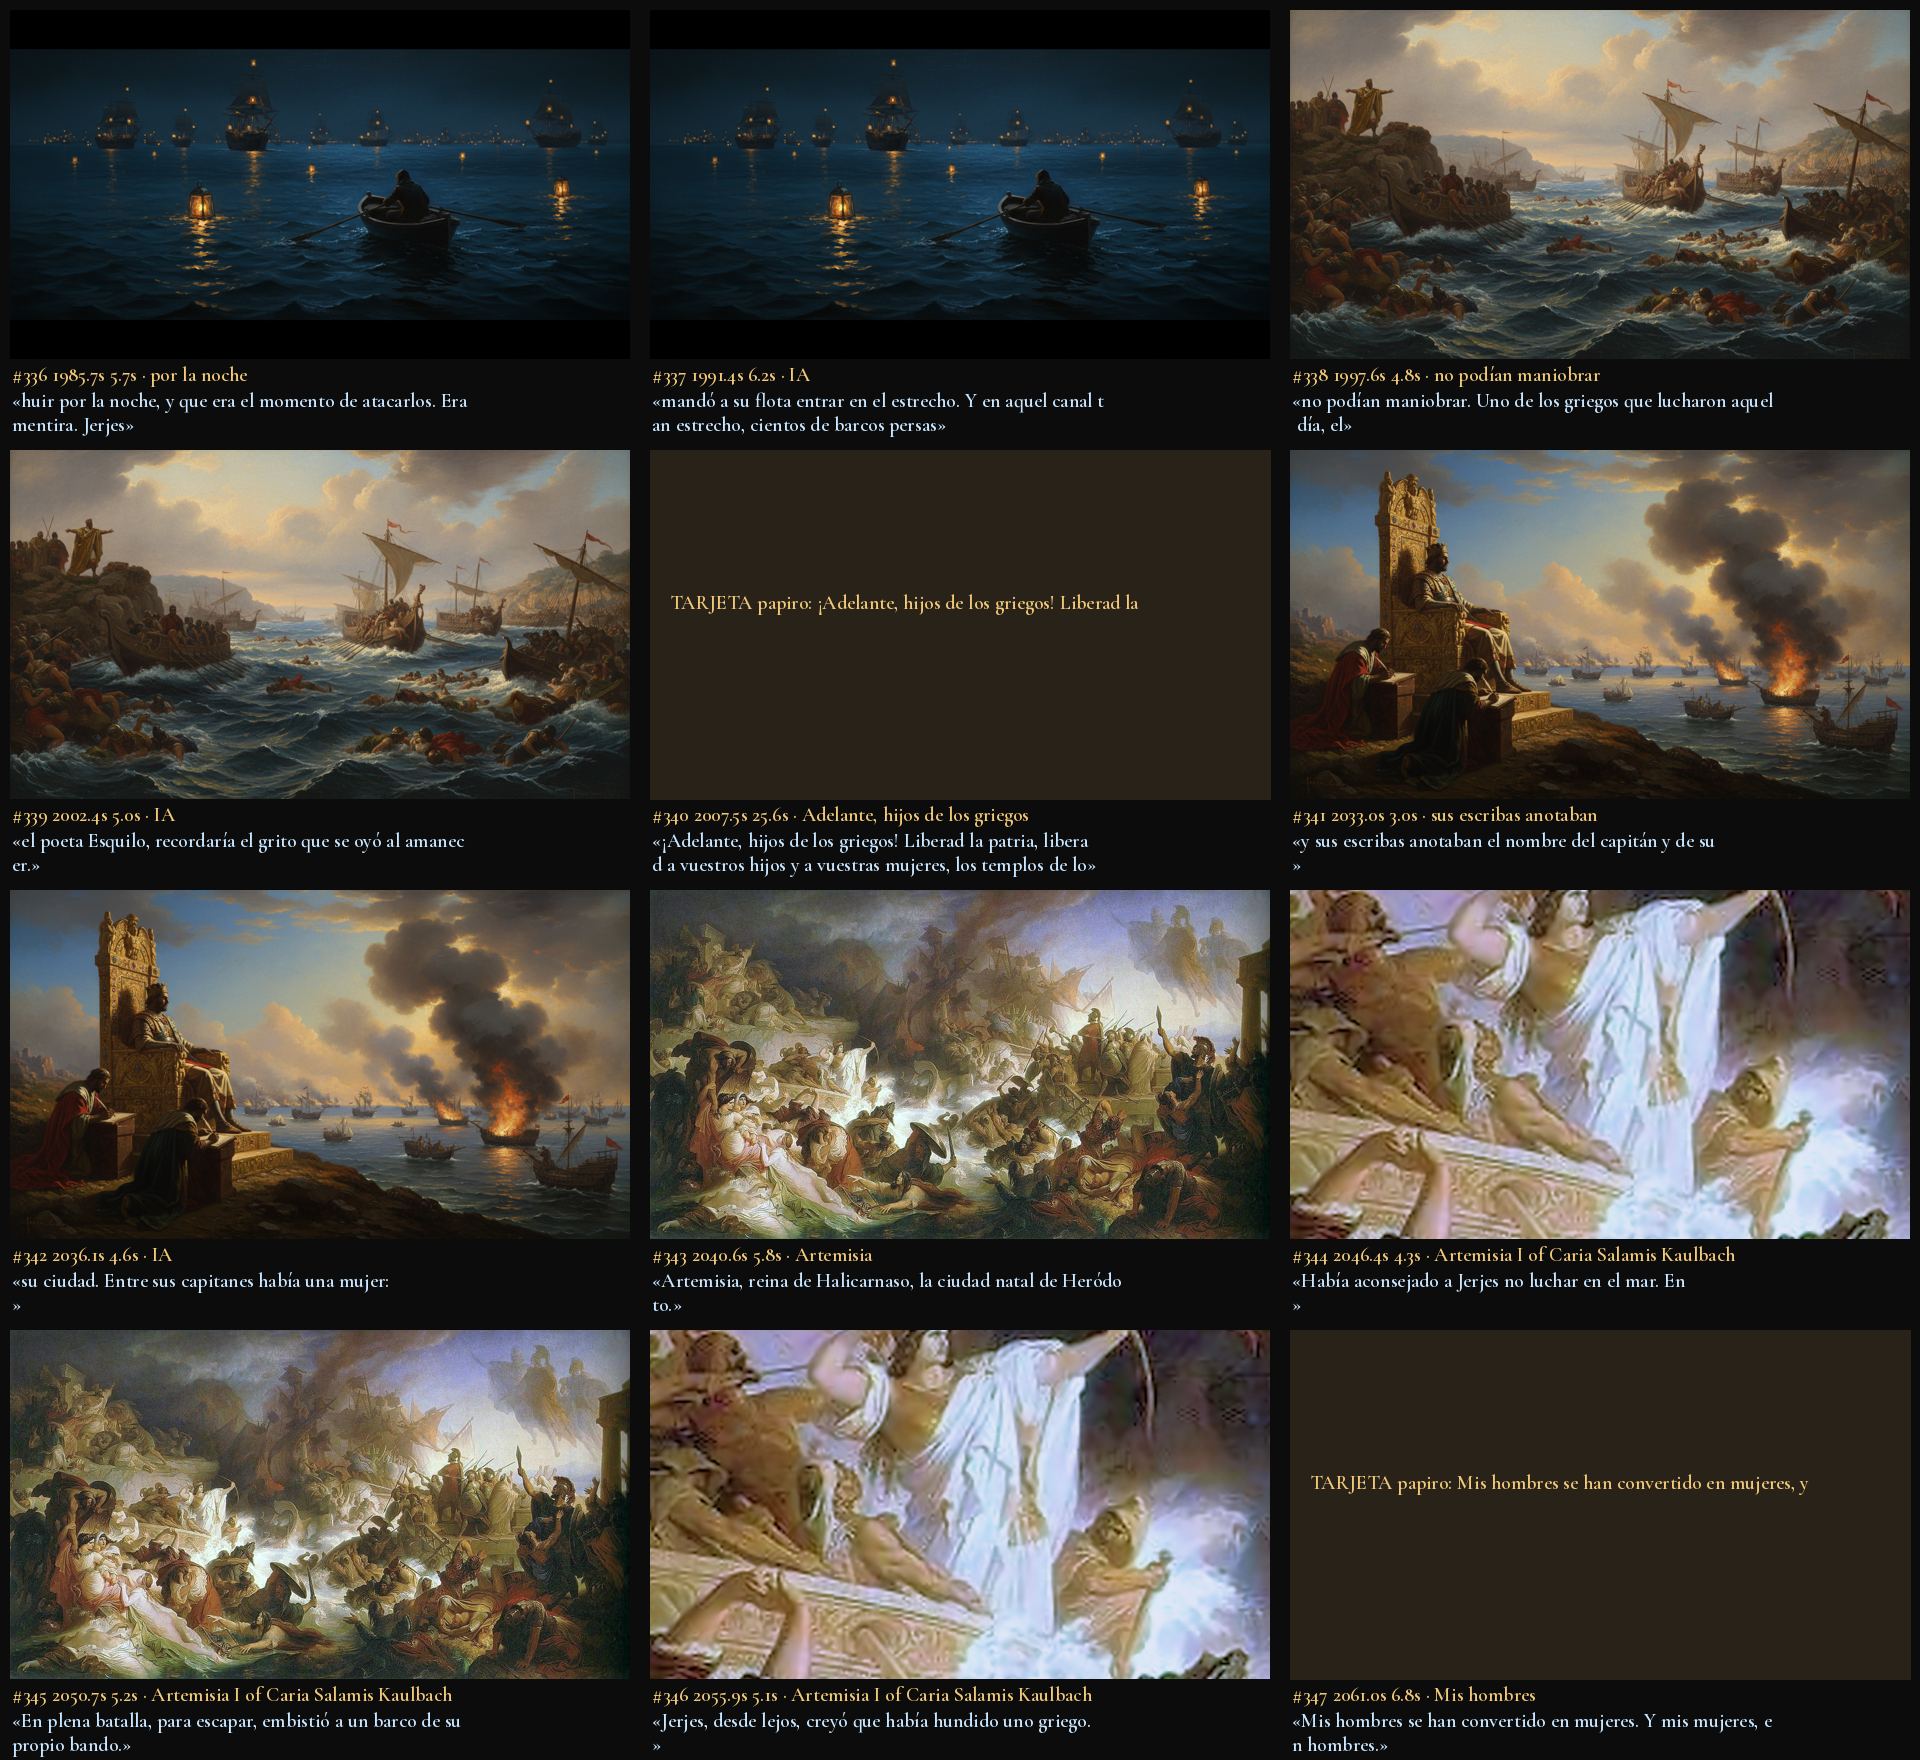 #336 1985.7s 5.7s · por la noche
«huir por la noche, y que era el momento de atacarlos. Era
mentira. Jerjes»
#337 1991.4s 6.2s · IA
«mandó a su flota entrar en el estrecho. Y en aquel canal t
an estrecho, cientos de barcos persas»
#338 1997.6s 4.8s · no podían maniobrar
«no podían maniobrar. Uno de los griegos que lucharon aquel
día, el»
#339 2002.4s 5.0s · IA
«el poeta Esquilo, recordaría el grito que se oyó al amanec
er.»
TARJETA papiro: ¡Adelante, hijos de los griegos! Liberad la
#340 2007.5s 25.6s · Adelante, hijos de los griegos
«¡Adelante, hijos de los griegos! Liberad la patria, libera
d a vuestros hijos y a vuestras mujeres, los templos de lo»
#341 2033.0s 3.0s · sus escribas anotaban
«y sus escribas anotaban el nombre del capitán y de su
»
#342 2036.1s 4.6s · IA
«su ciudad. Entre sus capitanes había una mujer:
»
#343 2040.6s 5.8s · Artemisia
«Artemisia, reina de Halicarnaso, la ciudad natal de Heródo
to.»
#344 2046.4s 4.3s · Artemisia I of Caria Salamis Kaulbach
«Había aconsejado a Jerjes no luchar en el mar. En
»
#345 2050.7s 5.2s · Artemisia I of Caria Salamis Kaulbach
«En plena batalla, para escapar, embistió a un barco de su
propio bando.»
#346 2055.9s 5.1s · Artemisia I of Caria Salamis Kaulbach
«Jerjes, desde lejos, creyó que había hundido uno griego.
»
TARJETA papiro: Mis hombres se han convertido en mujeres, y
#347 2061.0s 6.8s · Mis hombres
«Mis hombres se han convertido en mujeres. Y mis mujeres, e
n hombres.»